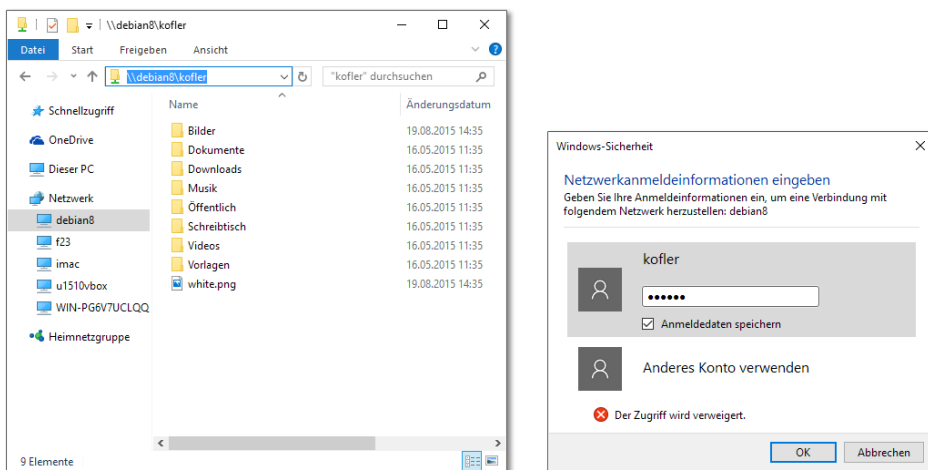 \\debian8\kofler
Datei Start Freigeben Ansicht
\\debian8\kofler "kofler" durchsuchen
Schnellzugriff
OneDrive
Dieser PC
Netzwerk
debian8
f23
imac
u1510vbox
WIN-PG6V7UCLQQ
Heimnetzgruppe
Name Änderungsdatum
Bilder 19.08.2015 14:35
Dokumente 16.05.2015 11:35
Downloads 16.05.2015 11:35
Musik 16.05.2015 11:35
Öffentlich 16.05.2015 11:35
Schreibtisch 16.05.2015 11:35
Videos 16.05.2015 11:35
Vorlagen 16.05.2015 11:35
white.png 19.08.2015 14:35
9 Elemente
Windows-Sicherheit
Netzwerkanmeldeinformationen eingeben
Geben Sie Ihre Anmeldeinformationen ein, um eine Verbindung mit
folgendem Netzwerk herzustellen: debian8
kofler
●●●●●●
Anmeldedaten speichern
Anderes Konto verwenden
Der Zugriff wird verweigert.
OK Abbrechen